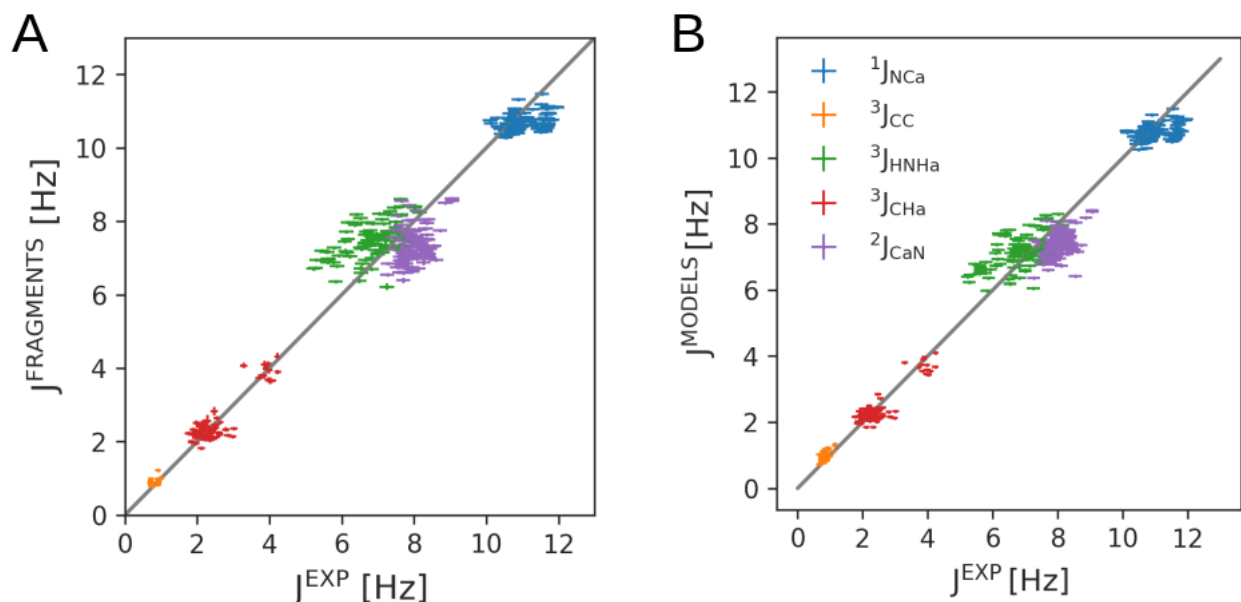 A
12
10
8
6
4
2
0
J^FRAGMENTS [Hz]
0 2 4 6 8 10 12
J^EXP [Hz]
B
12
10
8
6
4
2
0
J^MODELS [Hz]
¹J_NCa
³J_CC
³J_HNHa
³J_CHa
²J_CaN
0 2 4 6 8 10 12
J^EXP [Hz]